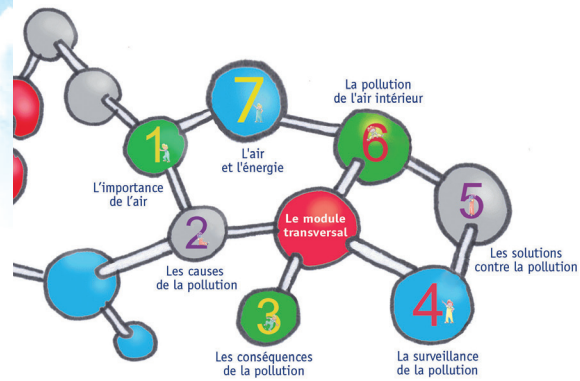 7
La pollution
de l'air intérieur
1
6
L'air
et l'énergie
L'importance
de l'air
5
2
Le module
transversal
Les causes
de la pollution
Les solutions
contre la pollution
3
4
Les conséquences
de la pollution
La surveillance
de la pollution